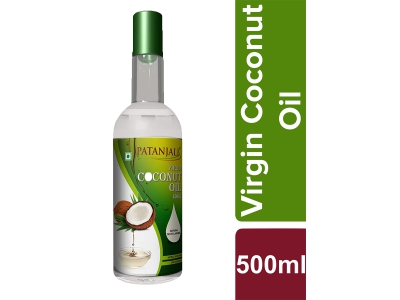 PATANJALI
COCONUT
OIL
Virgin Coconut
Oil
500ml